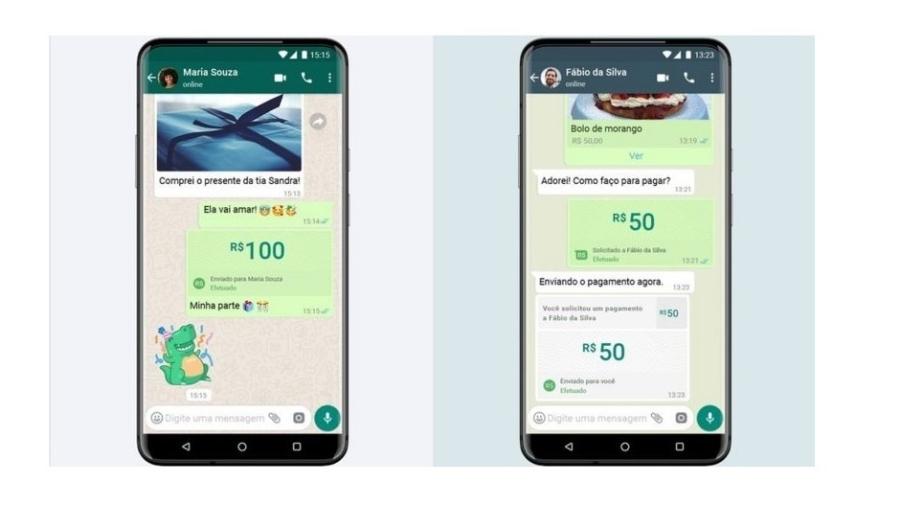 15:15
Maria Souza
online
Comprei o presente da tia Sandra!
15:13
Ela vai amar!
15:14
R$100
R$
Enviado para Maria Souza
Efetuado
Minha parte
15:15
15:15
Digite uma mensagem
13:23
Fábio da Silva
online
Bolo de morango
R$ 50,00
13:19
Ver
Adorei! Como faço para pagar?
13:21
R$ 50
R$
Solicitado a Fábio da Silva
Efetuado
13:21
Enviando o pagamento agora.
13:23
Você solicitou um pagamento
a Fábio da Silva
R$50
R$ 50
R$
Enviado para você
Efetuado
13:23
Digite uma mensagem